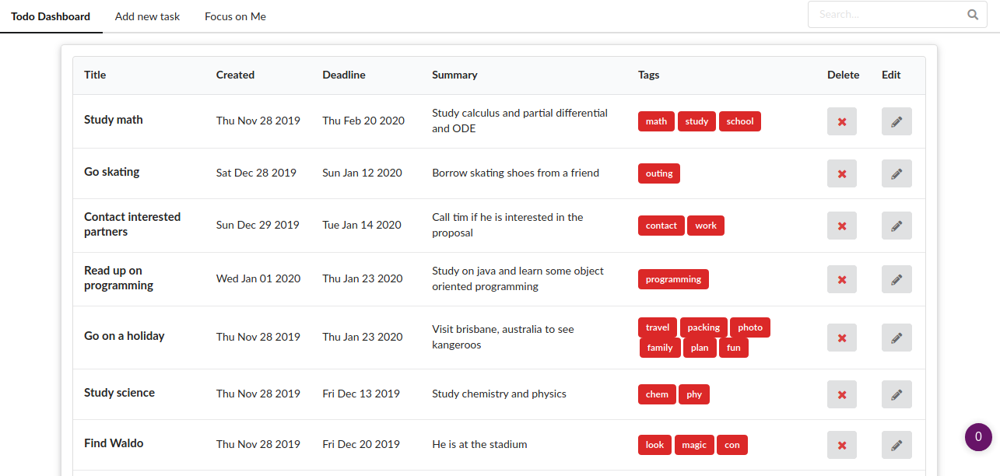 Todo Dashboard Add new task Focus on Me Search...
Title Created Deadline Summary Tags Delete Edit
Study math Thu Nov 28 2019 Thu Feb 20 2020 Study calculus and partial differential
and ODE math study school
Go skating Sat Dec 28 2019 Sun Jan 12 2020 Borrow skating shoes from a friend outing
Contact interested
partners Sun Dec 29 2019 Tue Jan 14 2020 Call tim if he is interested in the
proposal contact work
Read up on
programming Wed Jan 01 2020 Thu Jan 23 2020 Study on java and learn some object
oriented programming programming
Go on a holiday Thu Nov 28 2019 Thu Jan 23 2020 Visit brisbane, australia to see
kangeroos travel packing photo
family plan fun
Study science Thu Nov 28 2019 Fri Dec 13 2019 Study chemistry and physics chem phy
Find Waldo Thu Nov 28 2019 Fri Dec 20 2019 He is at the stadium look magic con
0